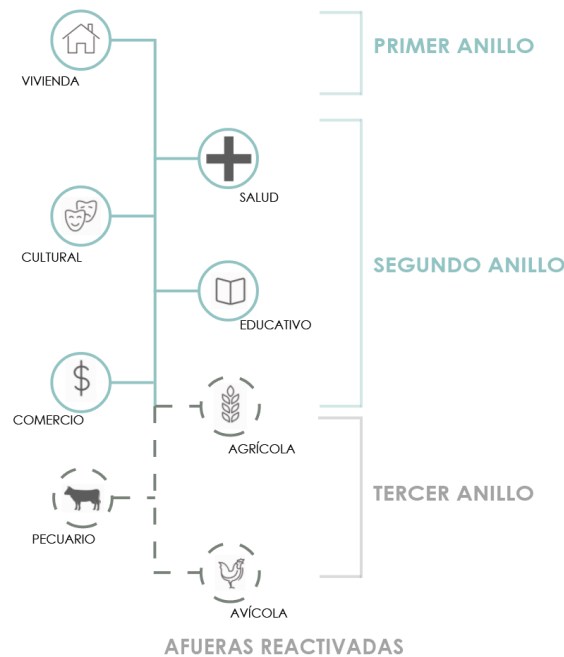 PRIMER ANILLO
VIVIENDA
SALUD
CULTURAL
SEGUNDO ANILLO
EDUCATIVO
$
COMERCIO
AGRÍCOLA
TERCER ANILLO
PECUARIO
AVÍCOLA
AFUERAS REACTIVADAS